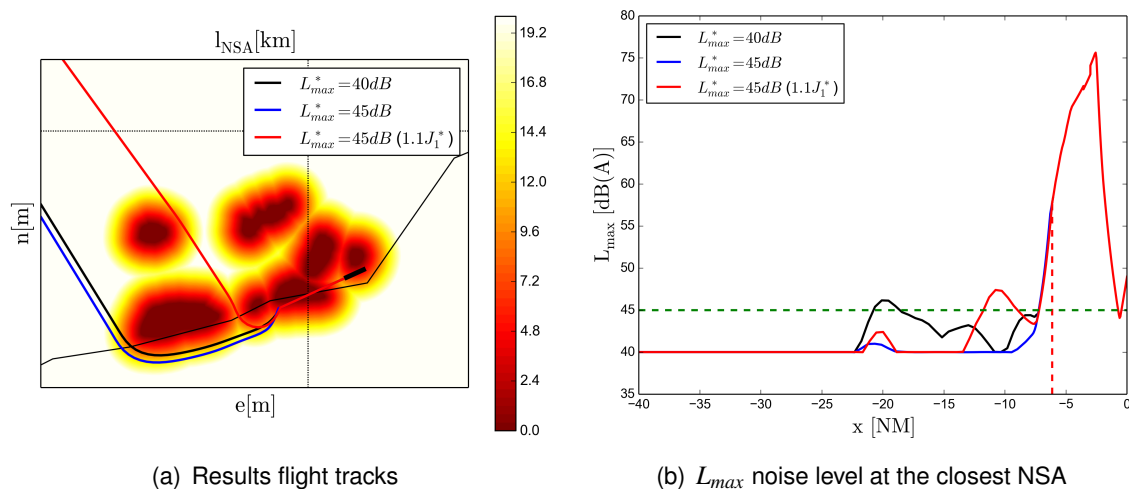 l_NSA[km]
L*max=40dB
L*max=45dB
L*max=45dB (1.1J*1)
n[m]
e[m]
19.2
16.8
14.4
12.0
9.6
7.2
4.8
2.4
0.0
(a) Results flight tracks
80
75
70
65
60
55
50
45
40
35
Lmax [dB(A)]
L*max=40dB
L*max=45dB
L*max=45dB (1.1J*1)
−40 −35 −30 −25 −20 −15 −10 −5 0
x [NM]
(b) Lmax noise level at the closest NSA